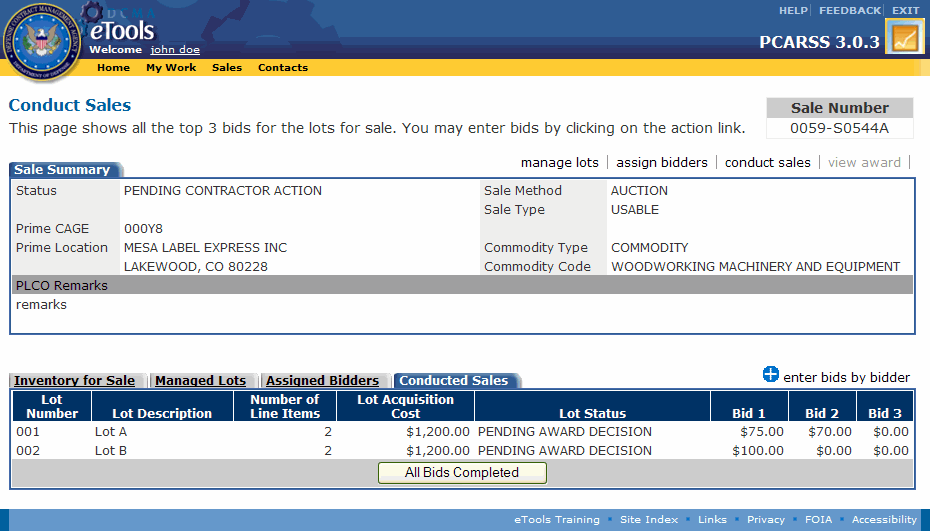 HELP | FEEDBACK | EXIT
DCMA
eTools
Welcome john doe
PCARSS 3.0.3
DEFENSE CONTRACT MANAGEMENT AGENCY
DEPARTMENT OF DEFENSE
Home My Work Sales Contacts
Conduct Sales
This page shows all the top 3 bids for the lots for sale. You may enter bids by clicking on the action link.
Sale Number
0059-S0544A
manage lots | assign bidders | conduct sales | view award |
Sale Summary
Status PENDING CONTRACTOR ACTION Sale Method AUCTION
Sale Type USABLE
Prime CAGE 000Y8
Prime Location MESA LABEL EXPRESS INC Commodity Type COMMODITY
LAKEWOOD, CO 80228 Commodity Code WOODWORKING MACHINERY AND EQUIPMENT
PLCO Remarks
remarks
enter bids by bidder
Inventory for Sale Managed Lots Assigned Bidders Conducted Sales
Lot Number Lot Description Number of Line Items Lot Acquisition Cost Lot Status Bid 1 Bid 2 Bid 3
001 Lot A 2 $1,200.00 PENDING AWARD DECISION $75.00 $70.00 $0.00
002 Lot B 2 $1,200.00 PENDING AWARD DECISION $100.00 $0.00 $0.00
All Bids Completed
eTools Training Site Index Links Privacy FOIA Accessibility